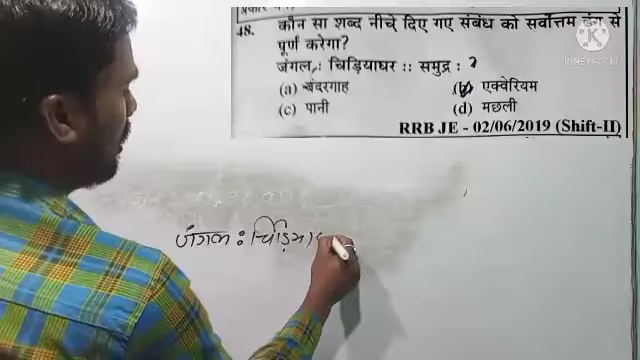 48. कौन सा शब्द नीचे दिए गए संबंध को सर्वोत्तम ढंग से
पूर्ण करेगा?
जंगल : चिड़ियाघर :: समुद्र : ?
(a) बंदरगाह (b) एक्वेरियम
(c) पानी (d) मछली
RRB JE - 02/06/2019 (Shift-II)
जंगल : चिड़िया